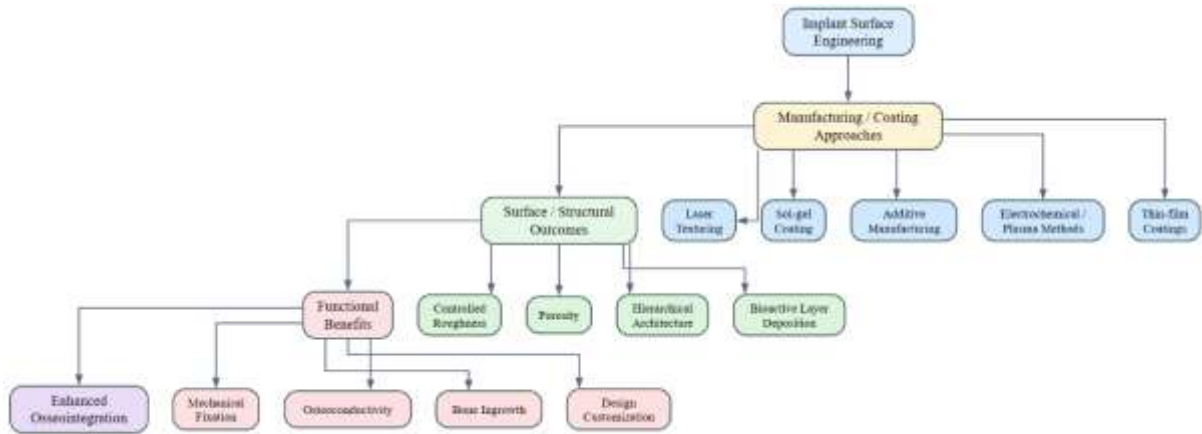 Implant Surface
Engineering
Manufacturing / Coating
Approaches
Surface / Structural
Outcomes
Laser
Texturing
Sol-gel
Coating
Additive
Manufacturing
Electrochemical /
Plasma Methods
Thin-film
Coatings
Functional
Benefits
Controlled
Roughness
Porosity
Hierarchical
Architecture
Bioactive Layer
Deposition
Enhanced
Osseointegration
Mechanical
Fixation
Osteoconductivity
Bone Ingrowth
Design
Customization